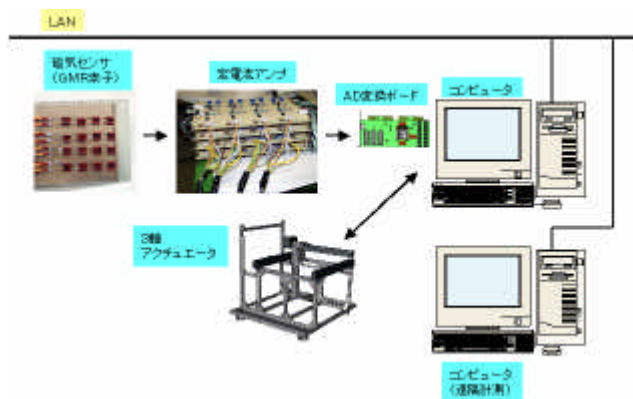 LAN
磁気センサ
(GMR素子)
定電流アンプ
AD変換ボード
コンピュータ
3軸
アクチュエータ
コンピュータ
(遠隔計測)